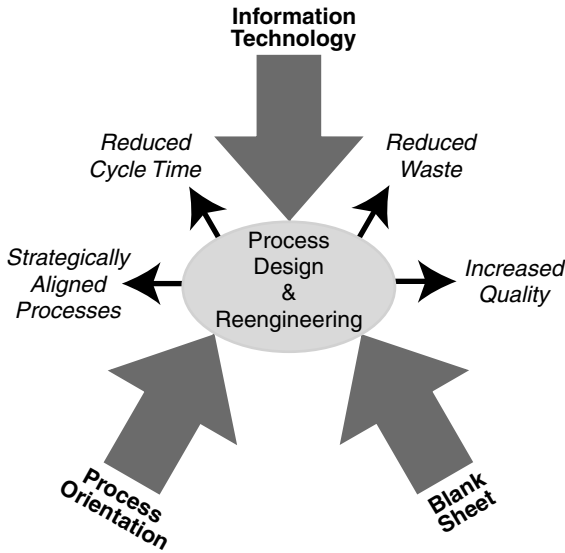 Information
Technology
Reduced
Cycle Time
Reduced
Waste
Strategically
Aligned
Processes
Process
Design
&
Reengineering
Increased
Quality
Process
Orientation
Blank
Sheet